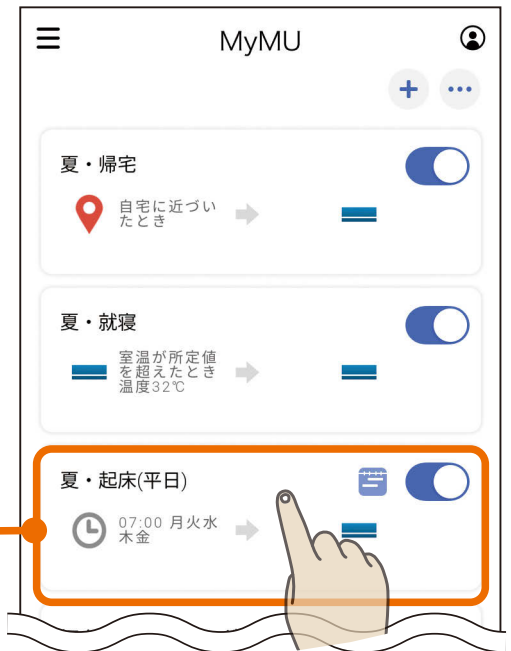 MyMU
夏・帰宅
自宅に近づい
たとき
夏・就寝
室温が所定値
を超えたとき
温度32℃
夏・起床(平日)
07:00 月火水
木金